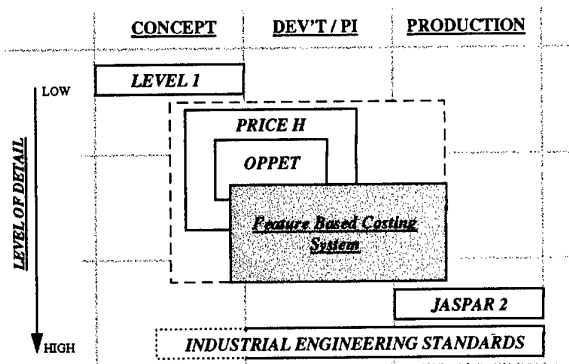 CONCEPT DEV'T / PI PRODUCTION
LEVEL 1
LOW
PRICE H
OPPET
LEVEL OF DETAIL
Feature Based Costing
System
JASPAR 2
HIGH
INDUSTRIAL ENGINEERING STANDARDS